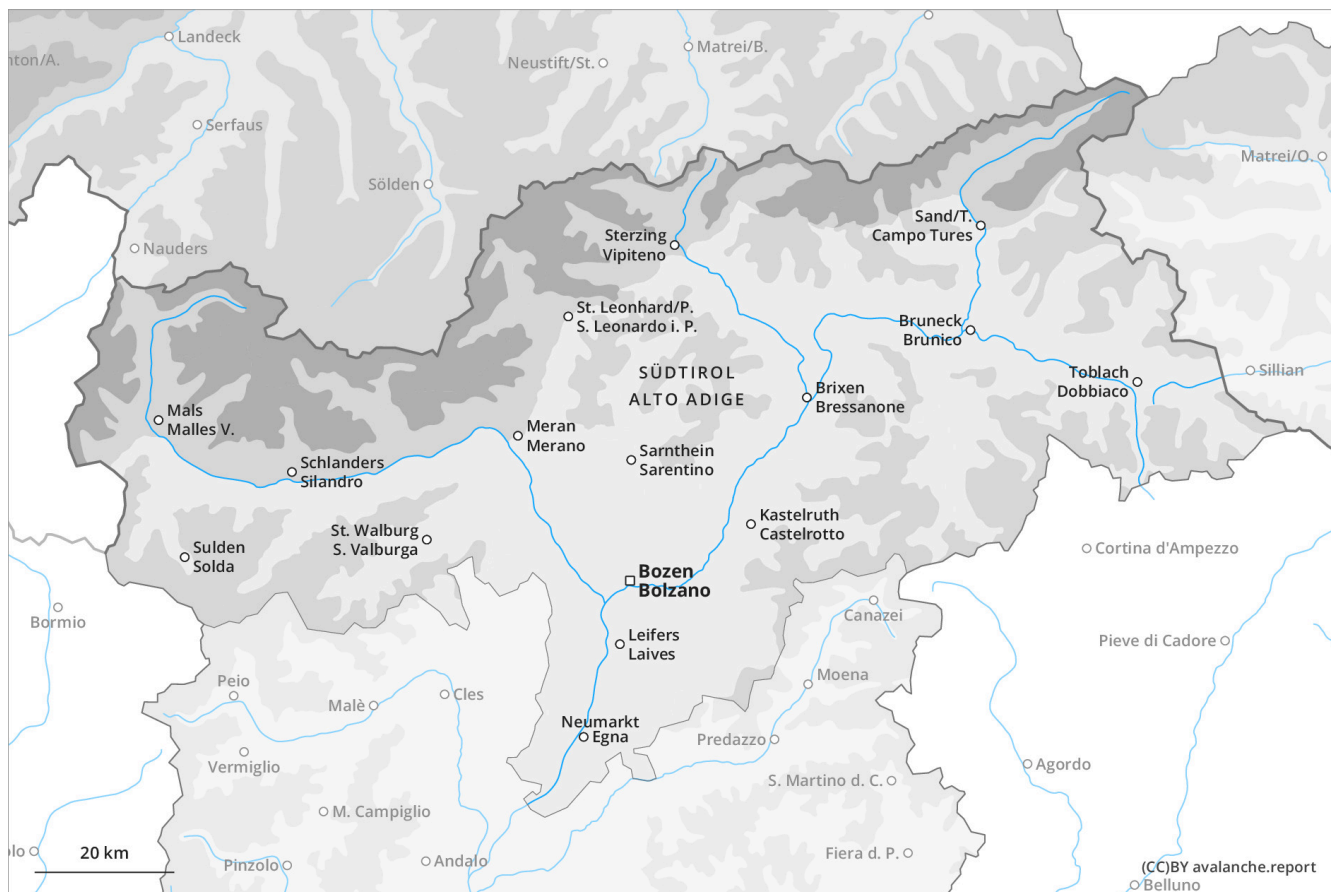 Landeck
nton/A.
Matrei/B.
Neustift/St.
Serfaus
Matrei/O.
Sölden
Sand/T.
Campo Tures
Nauders
Sterzing
Vipiteno
St. Leonhard/P.
S. Leonardo i. P.
Bruneck
Brunico
SÜDTIROL
ALTO ADIGE
Toblach
Dobbiaco
Sillian
Brixen
Bressanone
Mals
Malles V.
Meran
Merano
Schlanders
Silandro
Sarnthein
Sarentino
Kastelruth
Castelrotto
St. Walburg
S. Valburga
Sulden
Solda
Cortina d'Ampezzo
Bozen
Bolzano
Bormio
Canazei
Leifers
Laives
Pieve di Cadore
Peio
Malè
Cles
Moena
Neumarkt
Egna
Predazzo
Vermiglio
Agordo
S. Martino d. C.
M. Campiglio
20 km
olo
Pinzolo
Andalo
Fiera d. P.
(CC)BY avalanche.report
Belluno